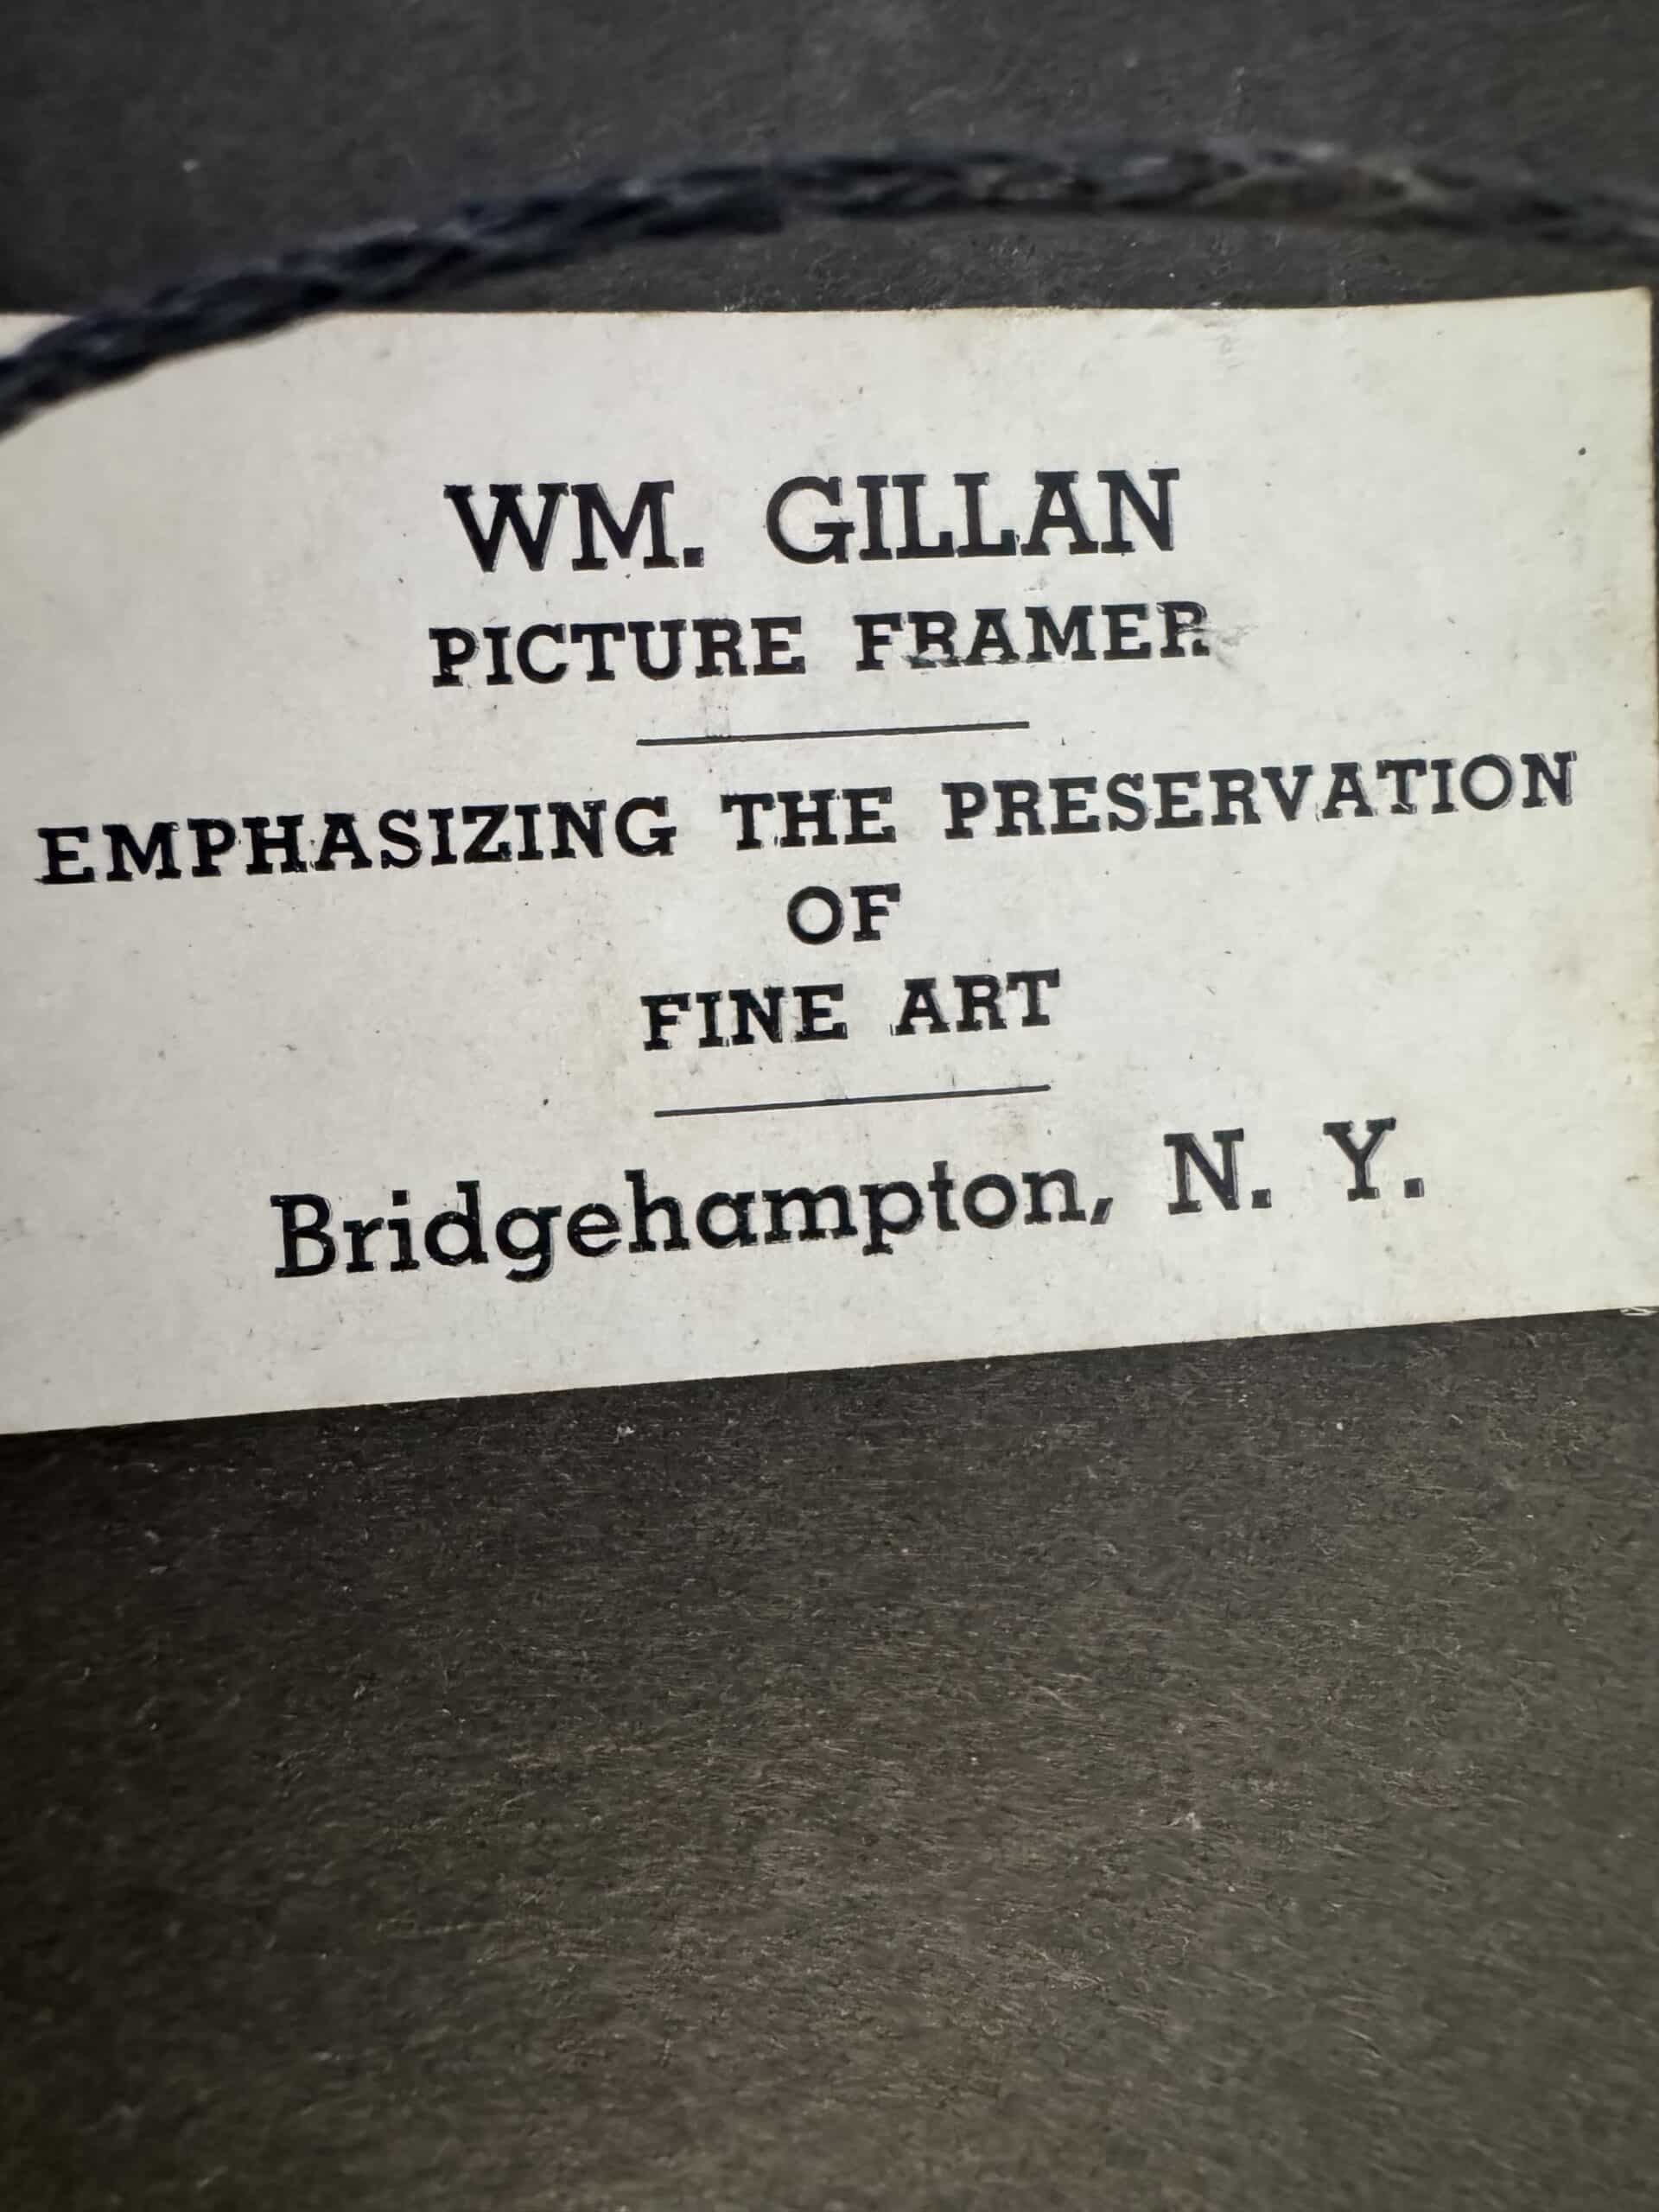 WM. GILLAN
PICTURE FRAMER
EMPHASIZING THE PRESERVATION
OF
FINE ART
Bridgehampton, N. Y.